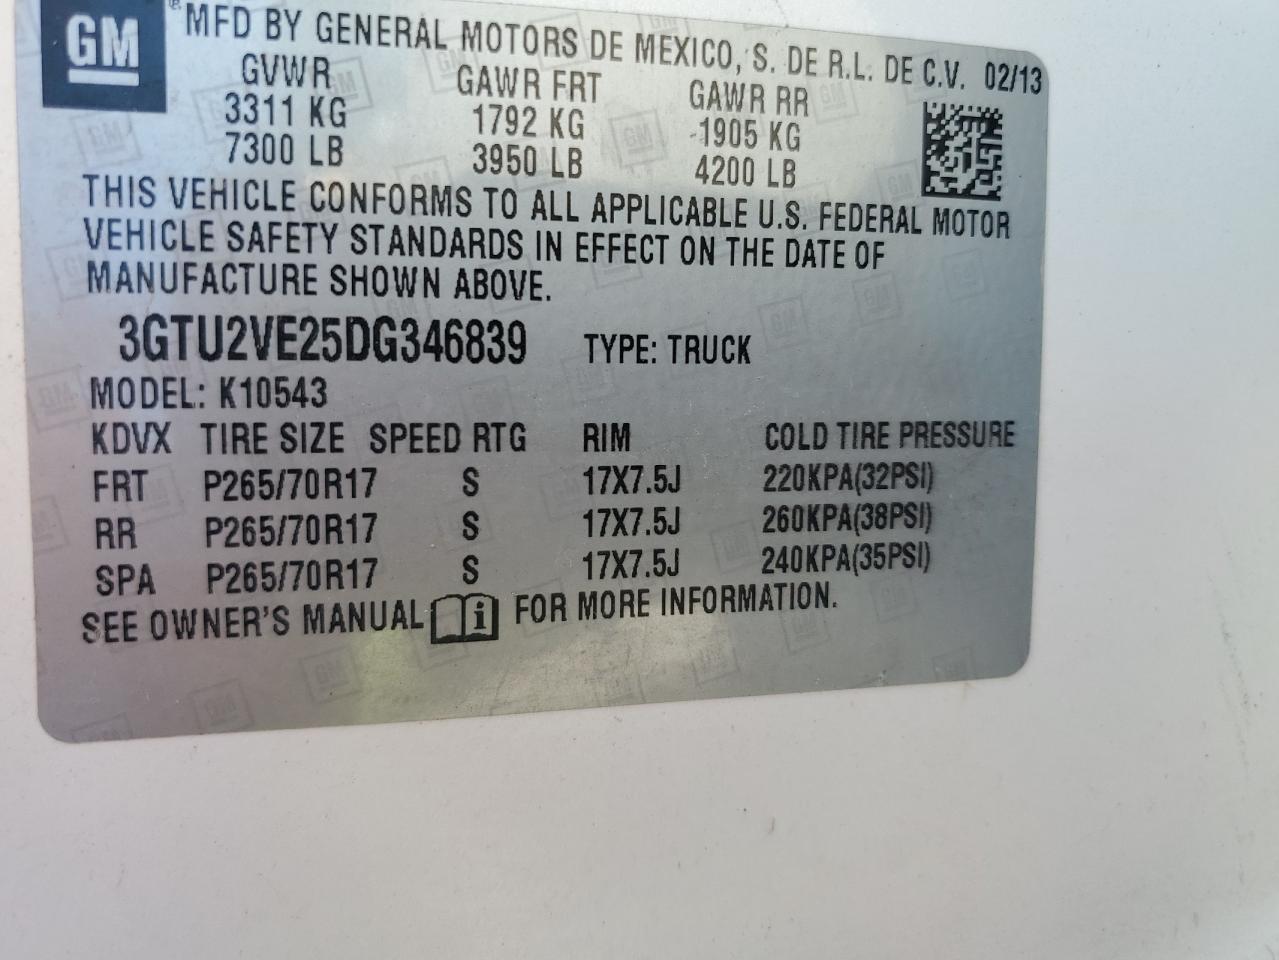 GM
MFD BY GENERAL MOTORS DE MEXICO, S. DE R.L. DE C.V. 02/13
GVWR GAWR FRT GAWR RR
3311 KG 1792 KG 1905 KG
7300 LB 3950 LB 4200 LB
THIS VEHICLE CONFORMS TO ALL APPLICABLE U.S. FEDERAL MOTOR
VEHICLE SAFETY STANDARDS IN EFFECT ON THE DATE OF
MANUFACTURE SHOWN ABOVE.
3GTU2VE25DG346839 TYPE: TRUCK
MODEL: K10543
KDVX TIRE SIZE SPEED RTG RIM COLD TIRE PRESSURE
FRT P265/70R17 S 17X7.5J 220KPA(32PSI)
RR P265/70R17 S 17X7.5J 260KPA(38PSI)
SPA P265/70R17 S 17X7.5J 240KPA(35PSI)
SEE OWNER'S MANUAL i FOR MORE INFORMATION.